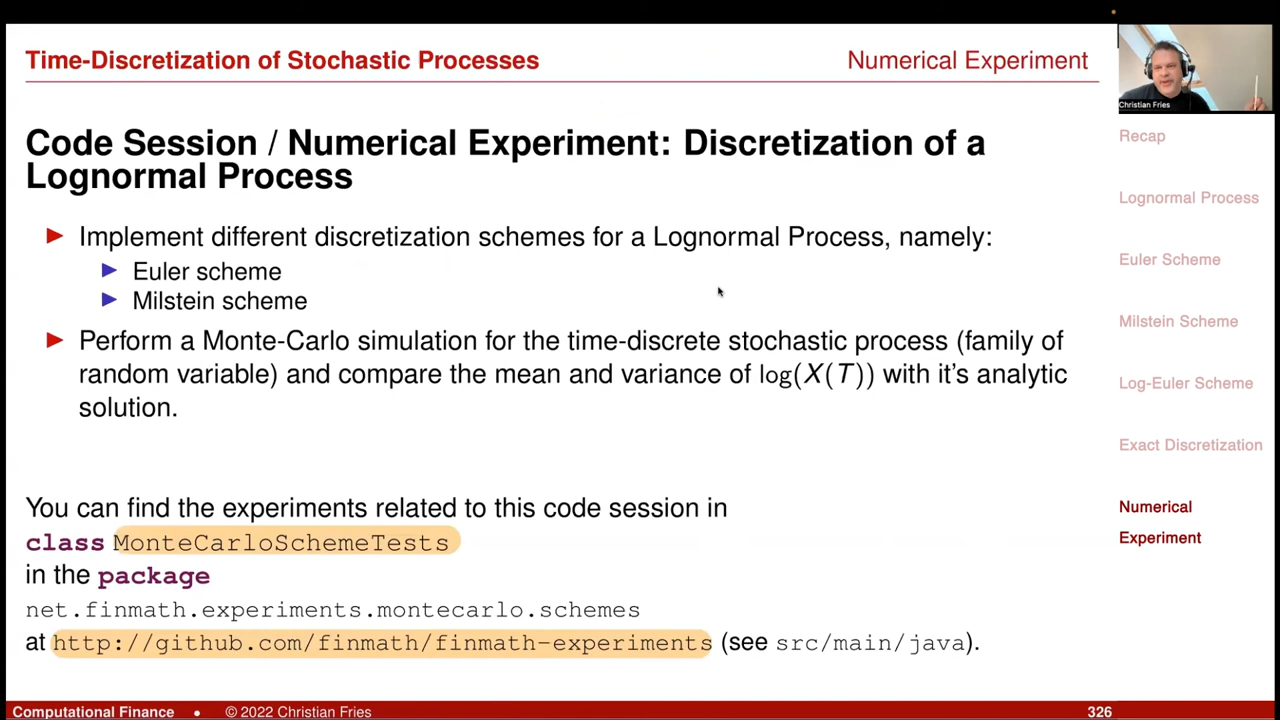 Time-Discretization of Stochastic Processes
Numerical Experiment
Christian Fries
Code Session / Numerical Experiment: Discretization of a
Lognormal Process
Implement different discretization schemes for a Lognormal Process, namely:
Euler scheme
Milstein scheme
Perform a Monte-Carlo simulation for the time-discrete stochastic process (family of
random variable) and compare the mean and variance of log(X(T)) with it's analytic
solution.
You can find the experiments related to this code session in
class MonteCarloSchemeTests
in the package
net.finmath.experiments.montecarlo.schemes
at http://github.com/finmath/finmath-experiments (see src/main/java).
Recap
Lognormal Process
Euler Scheme
Milstein Scheme
Log-Euler Scheme
Exact Discretization
Numerical
Experiment
Computational Finance • © 2022 Christian Fries
326